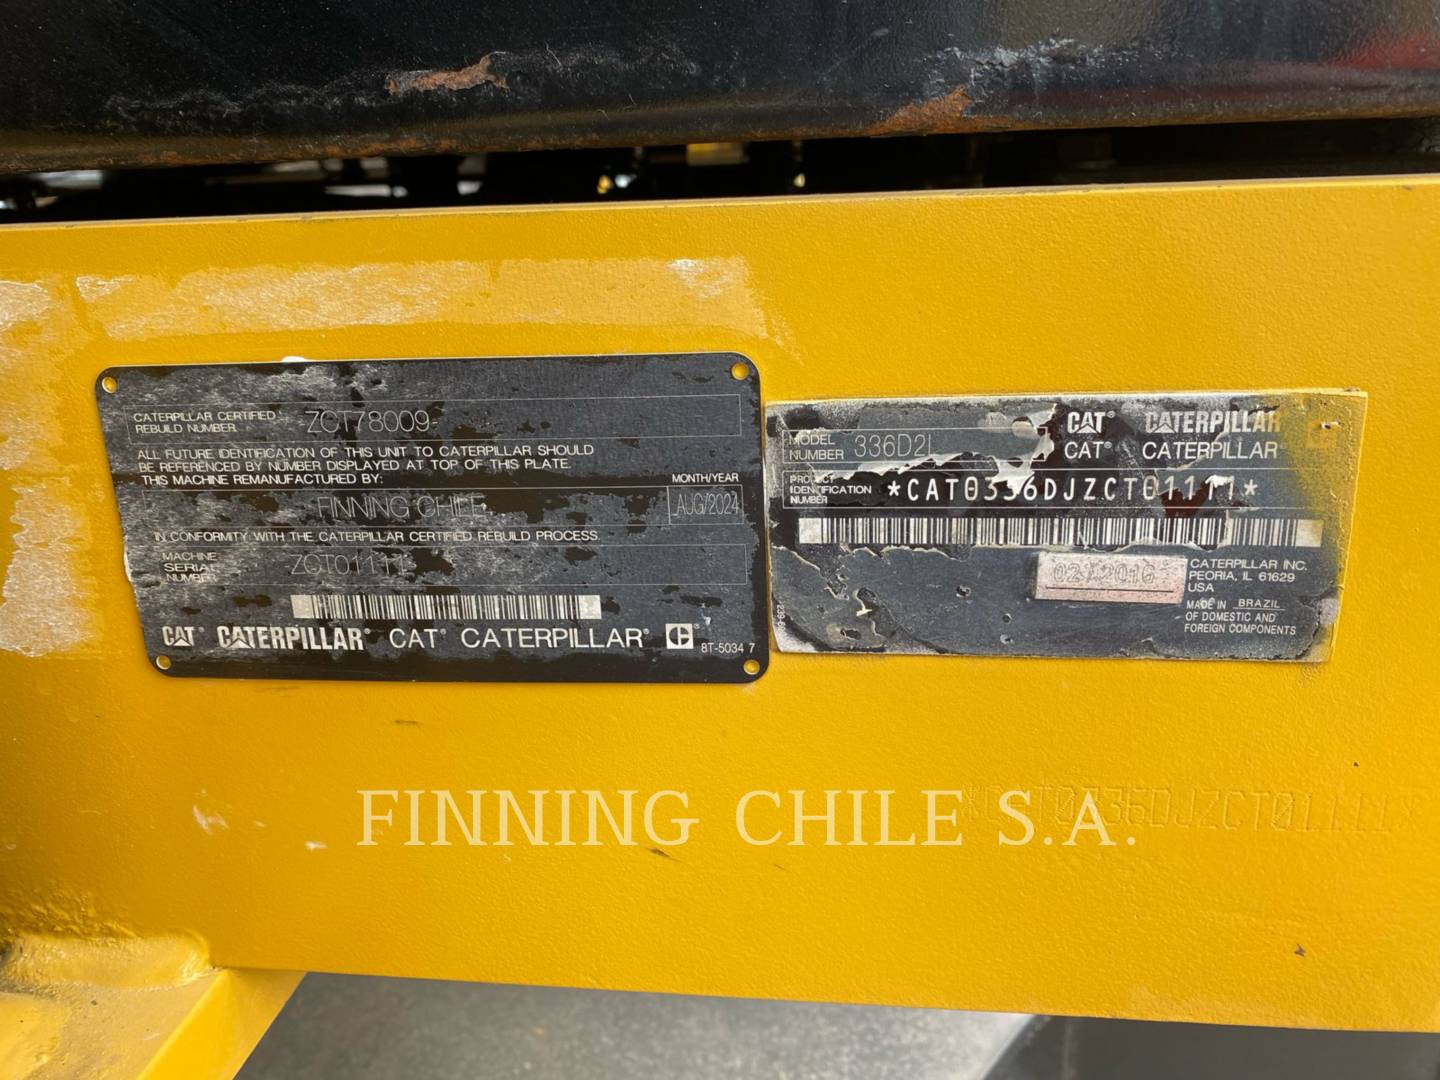 CATERPILLAR CERTIFIED
REBUILD NUMBER
ZCT78009
ALL FUTURE IDENTIFICATION OF THIS UNIT TO CATERPILLAR SHOULD
BE REFERENCED BY NUMBER DISPLAYED AT TOP OF THIS PLATE.
THIS MACHINE REMANUFACTURED BY:
MONTH/YEAR
FINNING CHILE
AUG/2024
IN CONFORMITY WITH THE CATERPILLAR CERTIFIED REBUILD PROCESS.
MACHINE
SERIAL
NUMBER
ZCT01111
CAT® CATERPILLAR® CAT® CATERPILLAR®
8T-5034 7
CAT® CATERPILLAR
CAT® CATERPILLAR
MODEL
NUMBER
336D2L
PRODUCT
IDENTIFICATION
NUMBER
*CAT0336DJZCT01111*
02/2016
CATERPILLAR INC.
PEORIA, IL 61629
USA
MADE IN BRAZIL
OF DOMESTIC AND
FOREIGN COMPONENTS
*CAT0336DJZCT01111*
FINNING CHILE S.A.